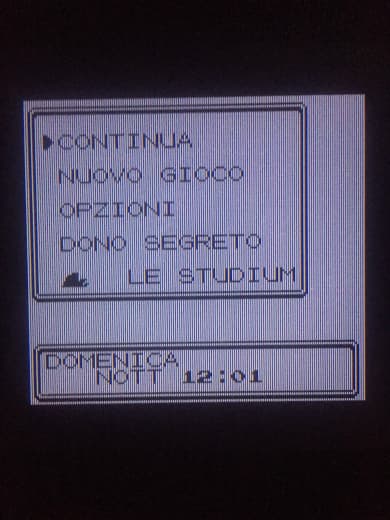 CONTINUA
NUOVO GIOCO
OPZIONI
DONO SEGRETO
LE STUDIUM
DOMENICA
NOTT 12:01